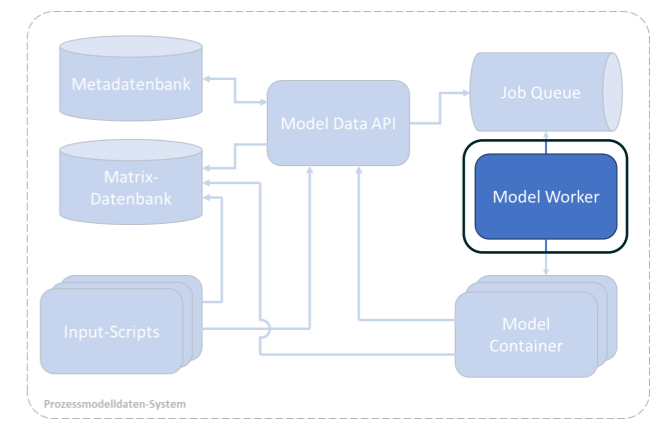 Metadatenbank
Model Data API
Job Queue
Matrix-
Datenbank
Model Worker
Input-Scripts
Model
Container
Prozessmodelldaten-System